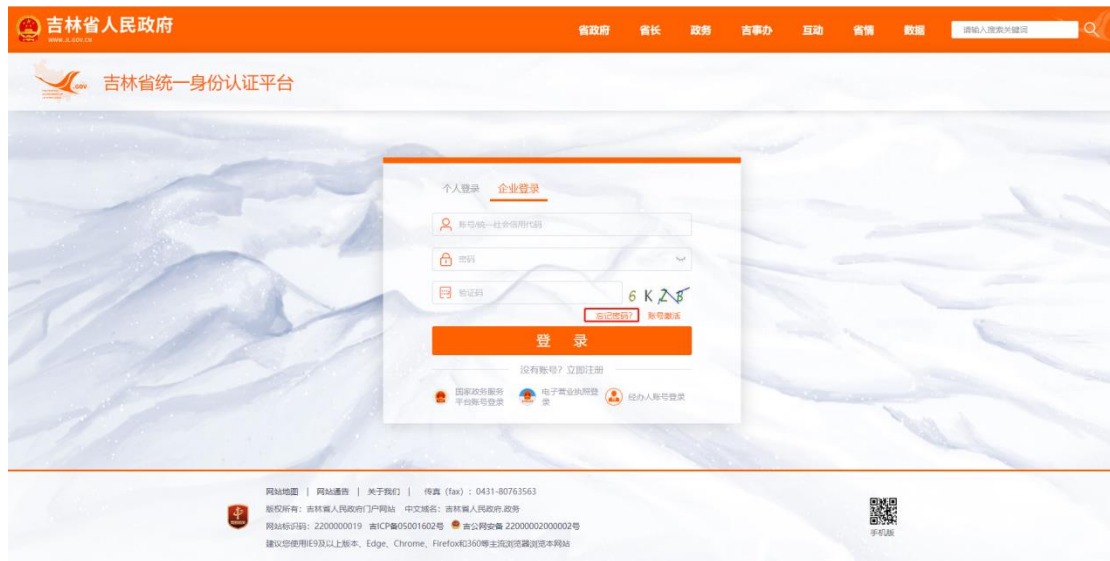 吉林省人民政府
WWW.JL.GOV.CN
省政府 省长 政务 吉事办 互动 省情 数据 请输入搜索关键词
.GOV 吉林省统一身份认证平台
个人登录 企业登录
账号/统一社会信用代码
密码
验证码 6 K Z B
忘记密码? 账号激活
登 录
没有账号? 立即注册
国家政务服务
平台账号登录
电子营业执照登
录
经办人账号登录
网站地图 | 网站通告 | 关于我们 | 传真 (fax) : 0431-80763563
版权所有: 吉林省人民政府门户网站 中文域名: 吉林省人民政府.政务
网站标识码: 2200000019 吉ICP备05001602号 吉公网安备 22000002000002号
建议您使用IE9及以上版本、Edge、Chrome、Firefox和360等主流浏览器浏览本网站
手机版